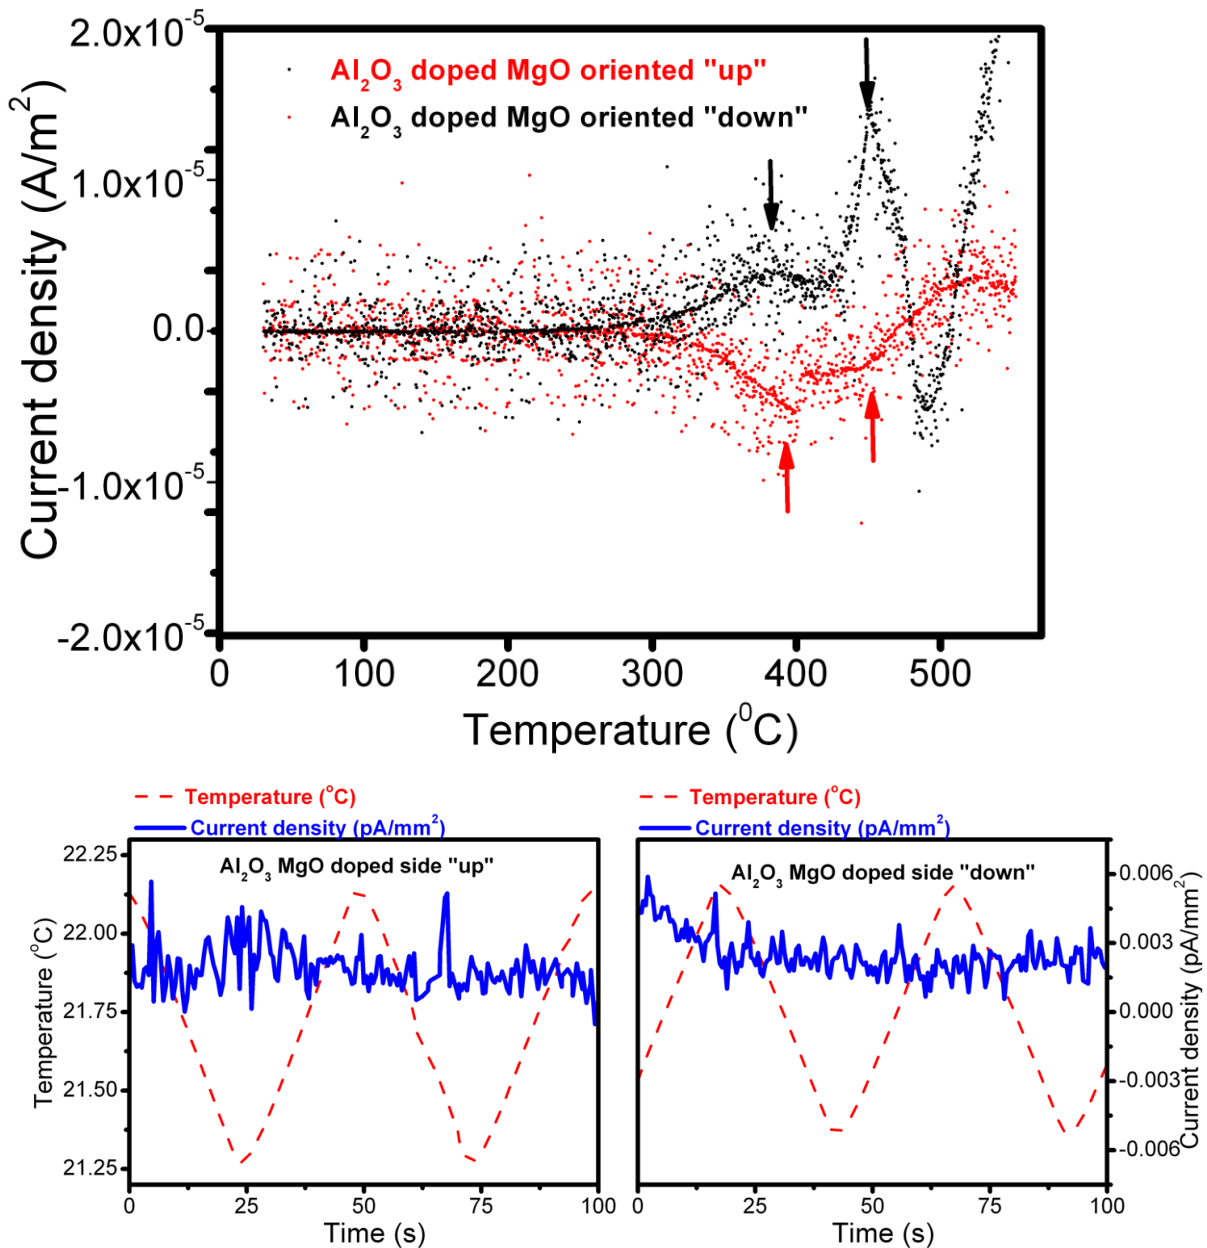 2.0x10⁻⁵
1.0x10⁻⁵
0.0
-1.0x10⁻⁵
-2.0x10⁻⁵
Current density (A/m²)
Al₂O₃ doped MgO oriented "up"
Al₂O₃ doped MgO oriented "down"
0 100 200 300 400 500
Temperature (⁰C)
Temperature (°C)
Current density (pA/mm²)
Al₂O₃ MgO doped side "up"
22.25
22.00
21.75
21.50
21.25
Temperature (°C)
0 25 50 75 100
Time (s)
Temperature (°C)
Current density (pA/mm²)
Al₂O₃ MgO doped side "down"
0.006
0.003
0.000
-0.003
-0.006
Current density (pA/mm²)
0 25 50 75 100
Time (s)